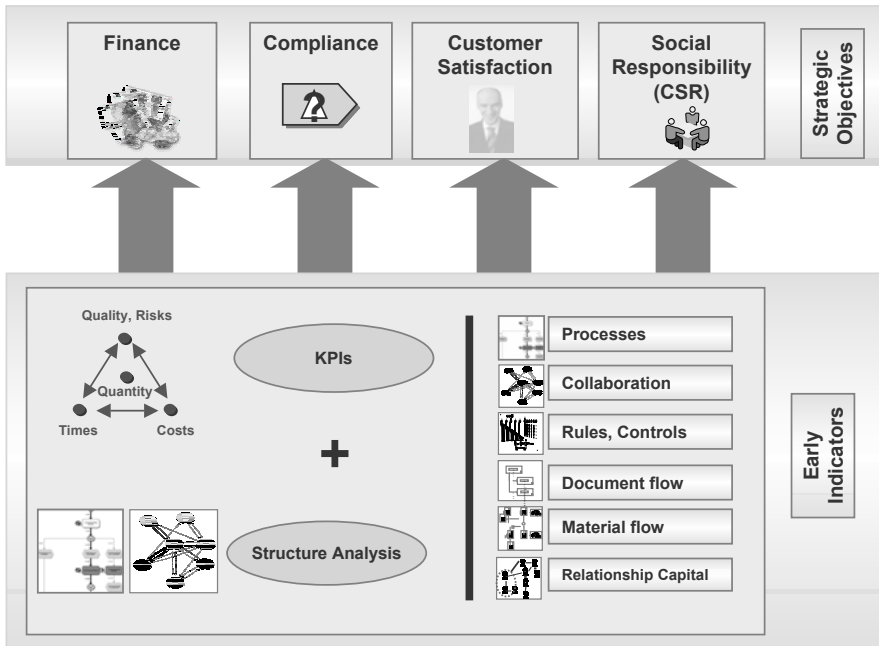 Finance
Compliance
Customer
Satisfaction
Social
Responsibility
(CSR)
Strategic
Objectives
Quality, Risks
Quantity
Times
Costs
KPIs
+
Structure Analysis
Processes
Collaboration
Rules, Controls
Document flow
Material flow
Relationship Capital
Early
Indicators